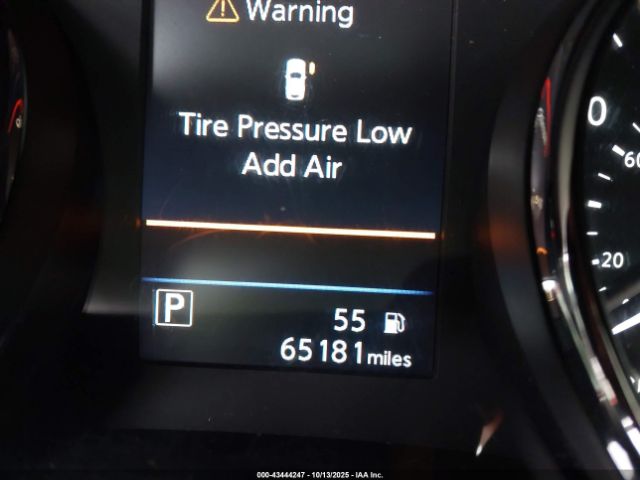 Warning
Tire Pressure Low
Add Air
P
55
65181 miles
0
60
20
000-43444247 - 10/13/2025 - IAA Inc.